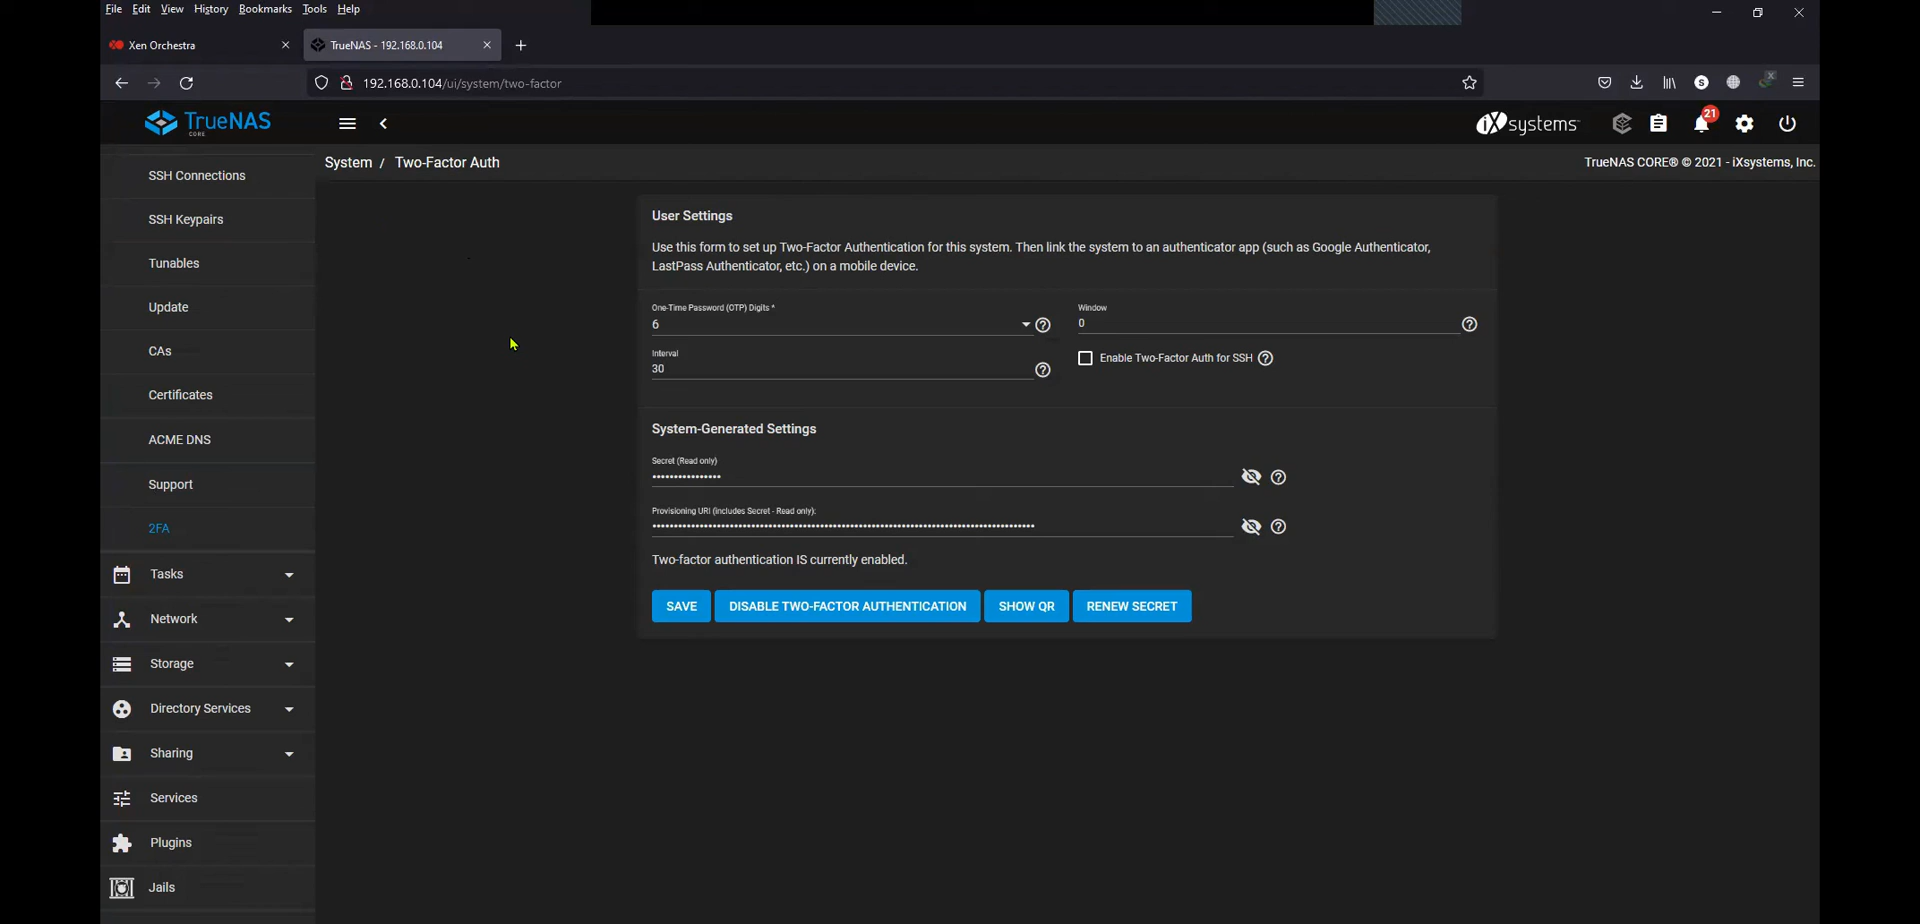 File Edit View History Bookmarks Tools Help
Xen Orchestra
TrueNAS - 192.168.0.104
192.168.0.104/ui/system/two-factor
S
X
TrueNAS
CORE
iXsystems
21
System / Two-Factor Auth
TrueNAS CORE® © 2021 - iXsystems, Inc.
SSH Connections
SSH Keypairs
Tunables
Update
CAs
Certificates
ACME DNS
Support
2FA
Tasks
Network
Storage
Directory Services
Sharing
Services
Plugins
Jails
User Settings
Use this form to set up Two-Factor Authentication for this system. Then link the system to an authenticator app (such as Google Authenticator,
LastPass Authenticator, etc.) on a mobile device.
One-Time Password (OTP) Digits *
6
Window
0
Interval
30
Enable Two-Factor Auth for SSH
System-Generated Settings
Secret (Read only)
Provisioning URI (includes Secret - Read only):
Two-factor authentication IS currently enabled.
SAVE
DISABLE TWO-FACTOR AUTHENTICATION
SHOW QR
RENEW SECRET